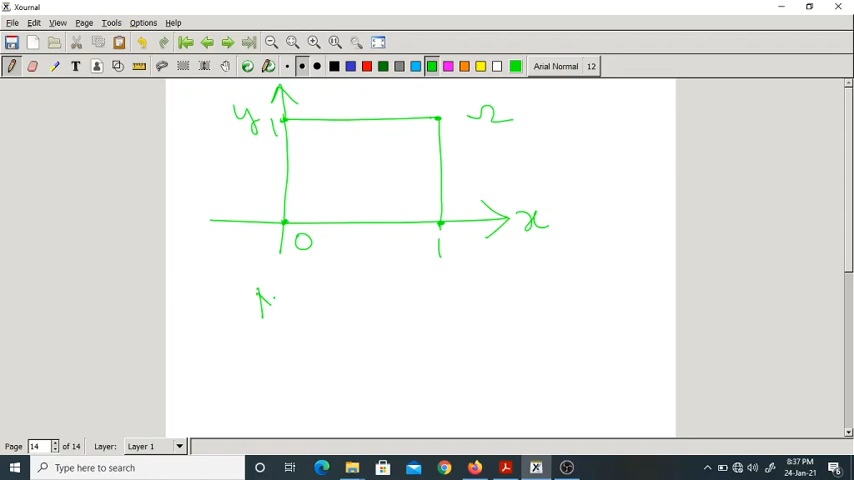 Xournal
File Edit View Page Tools Options Help
Arial Normal 12
y 1 Ω
x
0 1
Page 14 of 14 Layer: Layer 1
Type here to search
8:37 PM
24-Jan-21
6